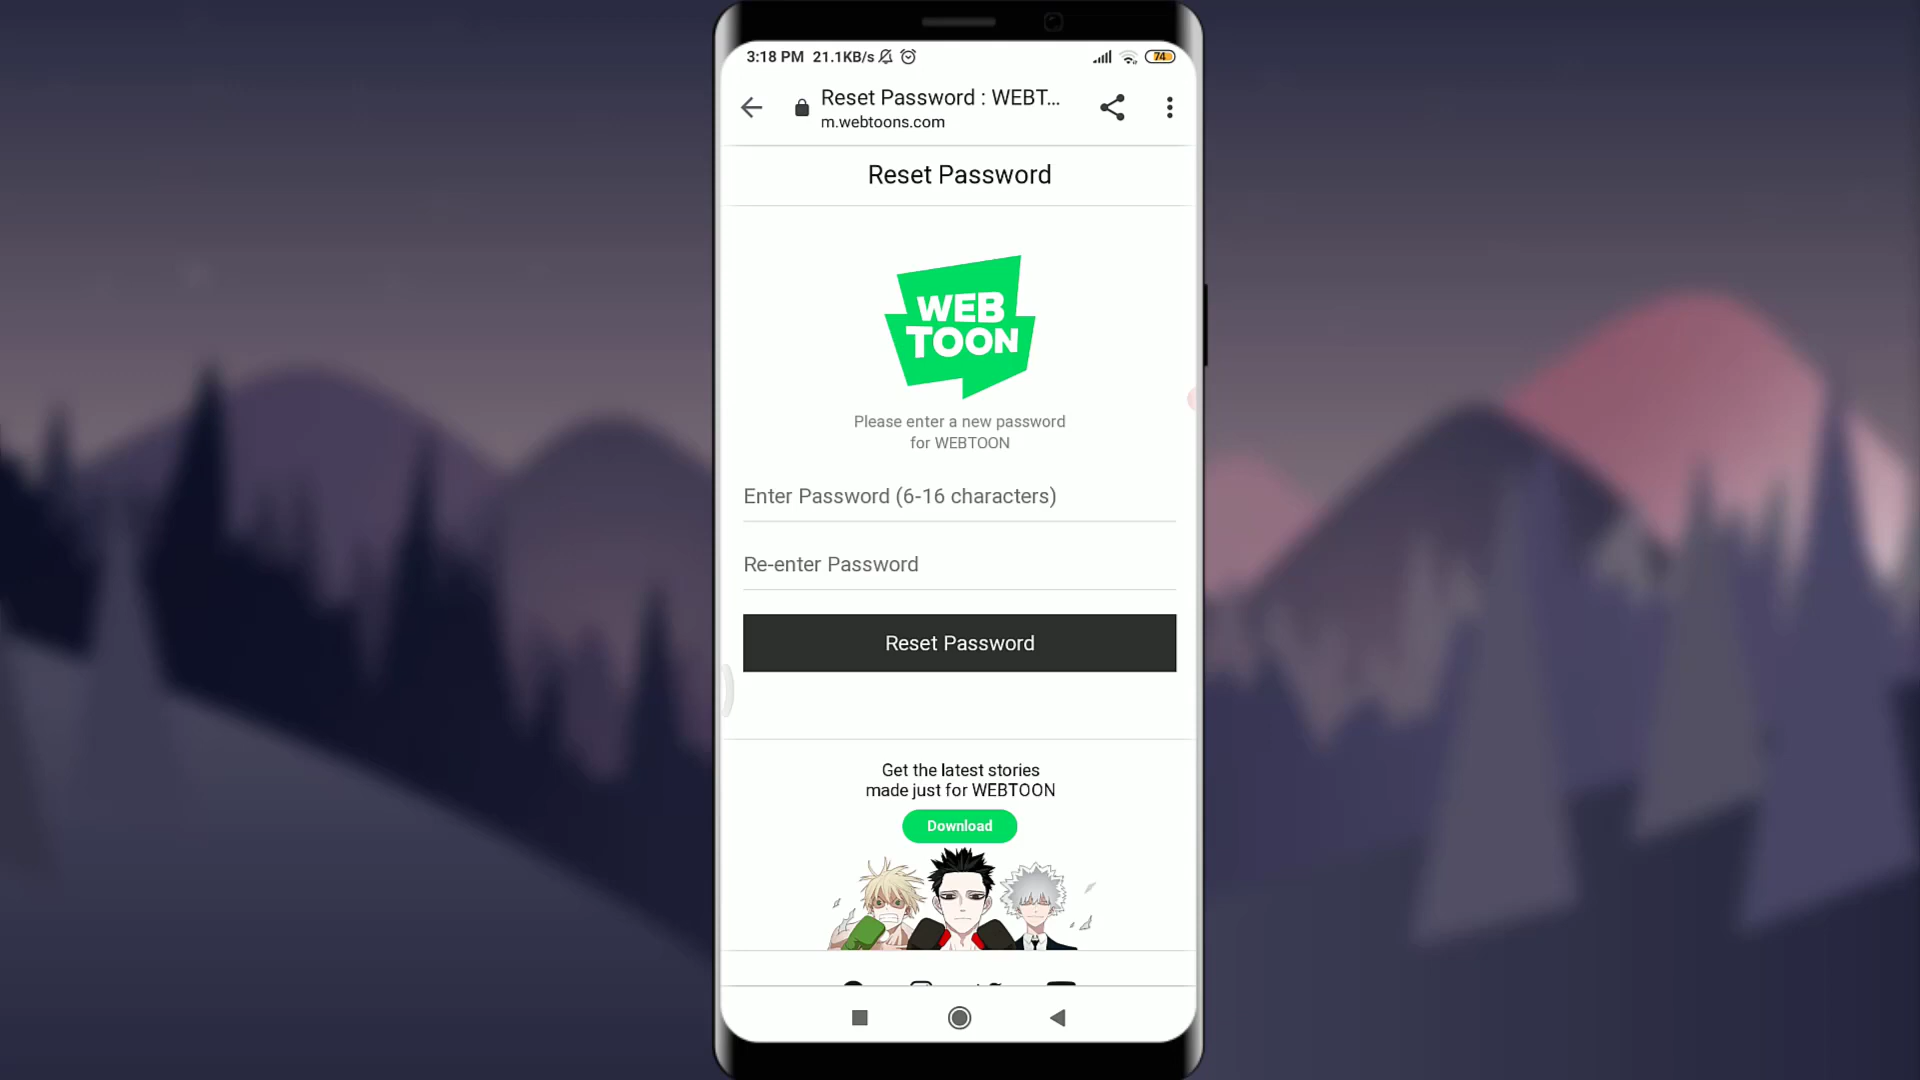 3:18 PM 21.1KB/s 74
Reset Password : WEBT...
m.webtoons.com
Reset Password
WEB
TOON
Please enter a new password
for WEBTOON
Enter Password (6-16 characters)
Re-enter Password
Reset Password
Get the latest stories
made just for WEBTOON
Download